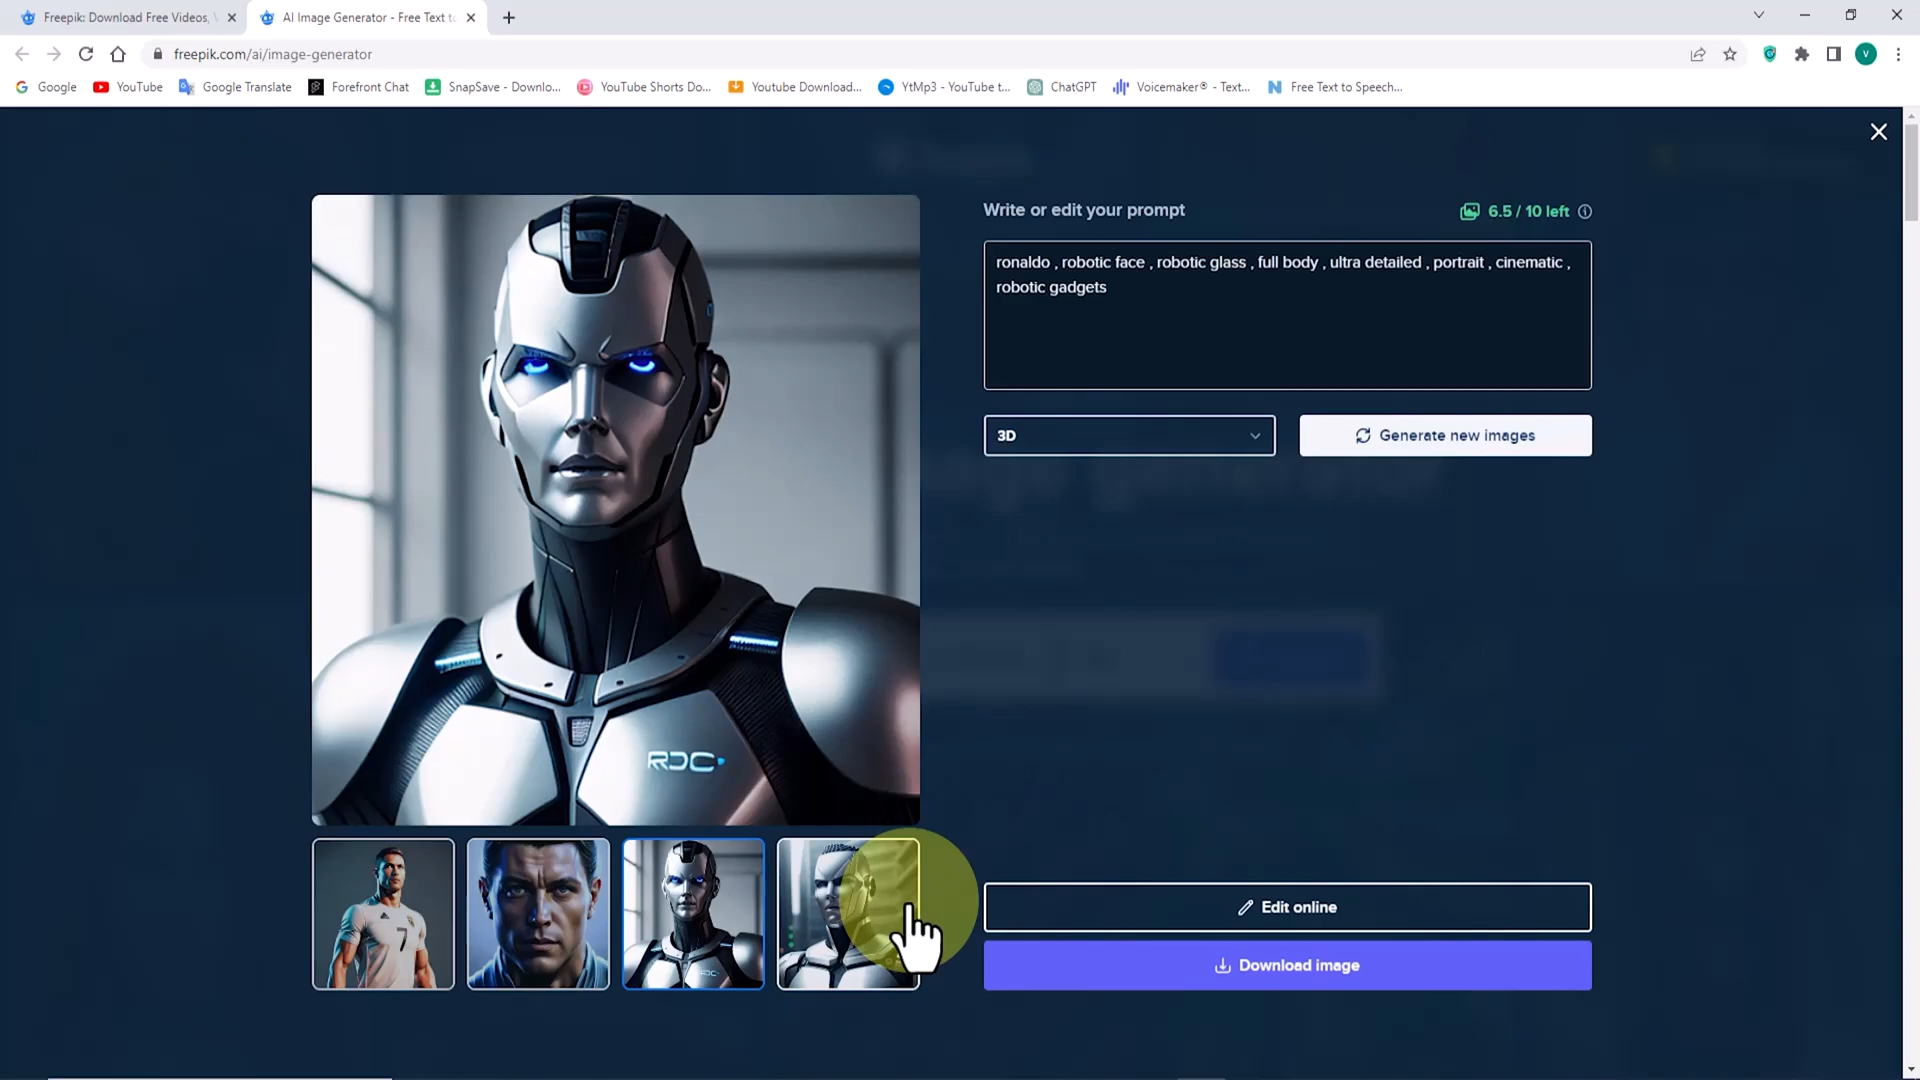 Freepik: Download Free Videos, V
AI Image Generator - Free Text to
freepik.com/ai/image-generator
V
Google
YouTube
Google Translate
Forefront Chat
SnapSave - Downlo...
YouTube Shorts Do...
Youtube Download...
YtMp3 - YouTube t...
ChatGPT
Voicemaker® - Text...
Free Text to Speech...
Write or edit your prompt
6.5 / 10 left
ronaldo , robotic face , robotic glass , full body , ultra detailed , portrait , cinematic ,
robotic gadgets
3D
Generate new images
7
Edit online
Download image